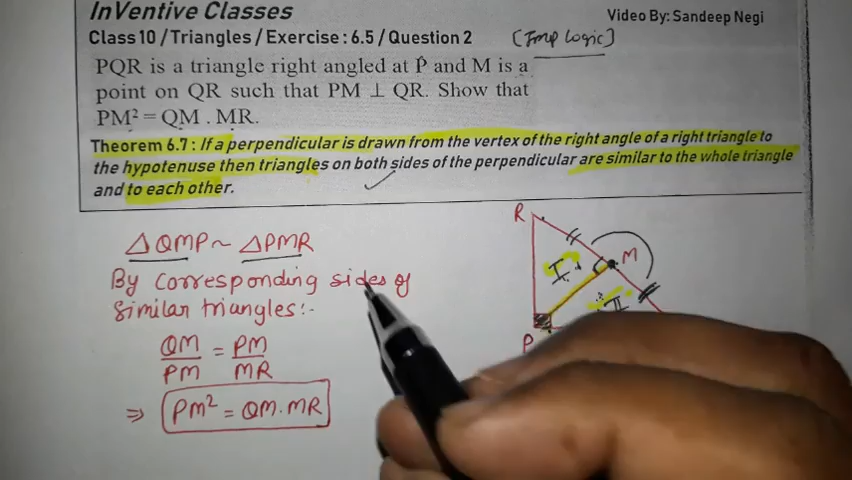 InVentive Classes
Video By: Sandeep Negi
Class 10 / Triangles / Exercise : 6.5 / Question 2
[Imp Logic]
PQR is a triangle right angled at P and M is a
point on QR such that PM ⊥ QR. Show that
PM² = QM . MR.
Theorem 6.7 : If a perpendicular is drawn from the vertex of the right angle of a right triangle to
the hypotenuse then triangles on both sides of the perpendicular are similar to the whole triangle
and to each other.
△QMP ~ △PMR
By corresponding sides of
similar triangles:-
QM/PM = PM/MR
⇒ PM² = QM.MR
R
M
I
II
P